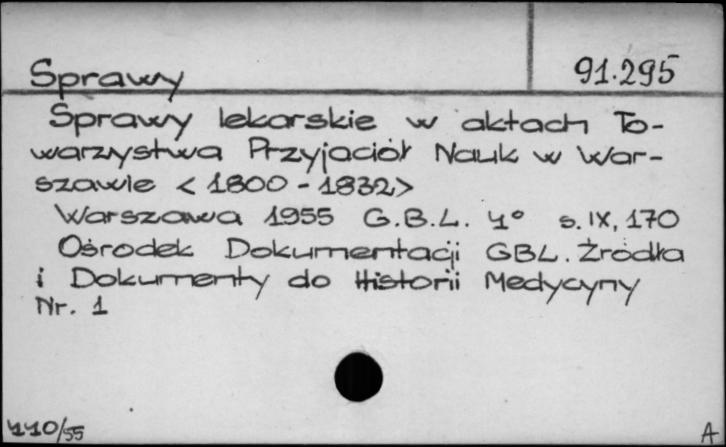 Sprawy 91.295
Sprawy lekarskie w aktach To-
warzystwa Przyjaciół Nauk w War-
szawie <1800-1832>
Warszawa 1955 G.B.L. 4° s. IX, 170
Ośrodek Dokumentacji GBL. Źródła
i Dokumenty do Historii Medycyny
Nr. 1
110/55 A